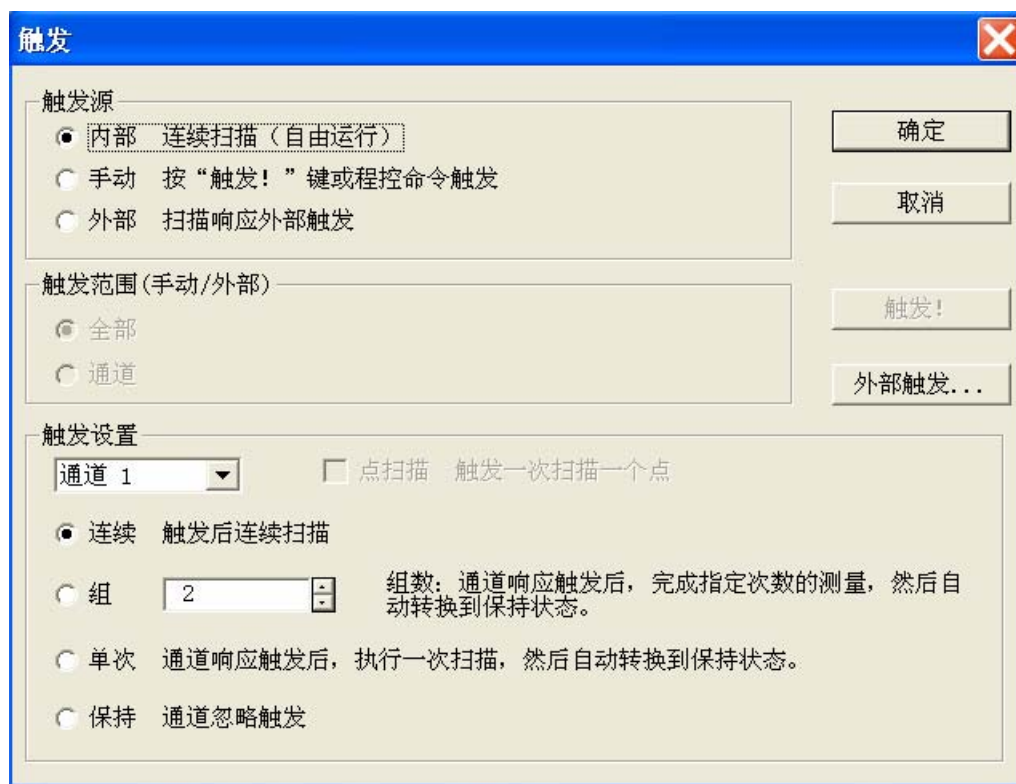 触发
触发源
内部 连续扫描（自由运行）
手动 按“触发！”键或程控命令触发
外部 扫描响应外部触发
确定
取消
触发范围(手动/外部)
全部
通道
触发!
外部触发...
触发设置
通道 1
点扫描 触发一次扫描一个点
连续 触发后连续扫描
组 2
组数：通道响应触发后，完成指定次数的测量，然后自
动转换到保持状态。
单次 通道响应触发后，执行一次扫描，然后自动转换到保持状态。
保持 通道忽略触发